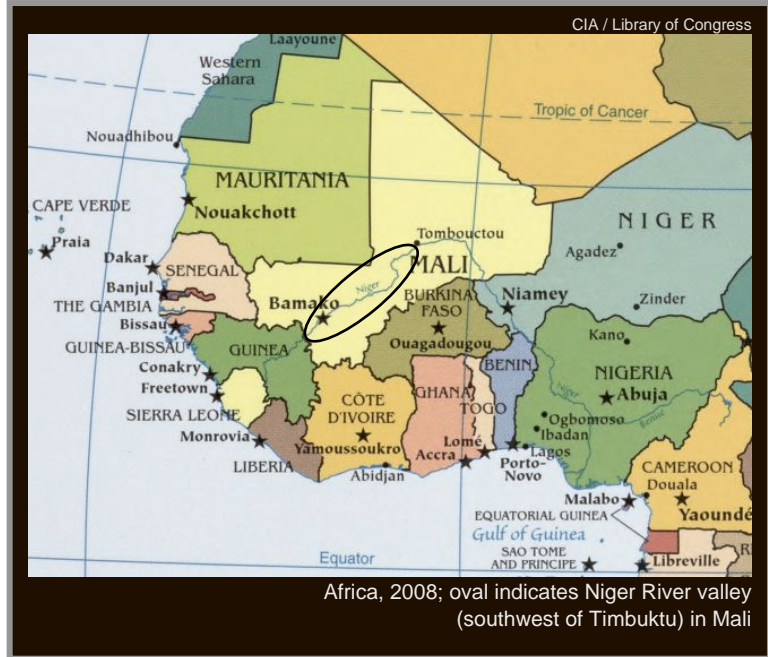 CIA / Library of Congress
Laayoune
Western
Sahara
Tropic of Cancer
Nouadhibou
MAURITANIA
CAPE VERDE
Nouakchott
NIGER
Praia
Tombouctou
Agadez
Dakar
SENEGAL
MALI
Banjul
THE GAMBIA
Niger
Bamako
BURKINA
FASO
Niamey
Zinder
Bissau
GUINEA-BISSAU
GUINEA
Ouagadougou
Kano
BENIN
NIGERIA
Conakry
Freetown
GHANA
TOGO
Niger
Abuja
CÔTE
D'IVOIRE
SIERRA LEONE
Benue
Ogbomoso
Ibadan
Monrovia
Yamoussoukro
Lomé
Lagos
LIBERIA
Accra
Porto-
Novo
CAMEROON
Abidjan
Douala
Malabo
Yaoundé
EQUATORIAL GUINEA
Gulf of Guinea
Equator
SAO TOME
AND PRINCIPE
Libreville
Africa, 2008; oval indicates Niger River valley
(southwest of Timbuktu) in Mali